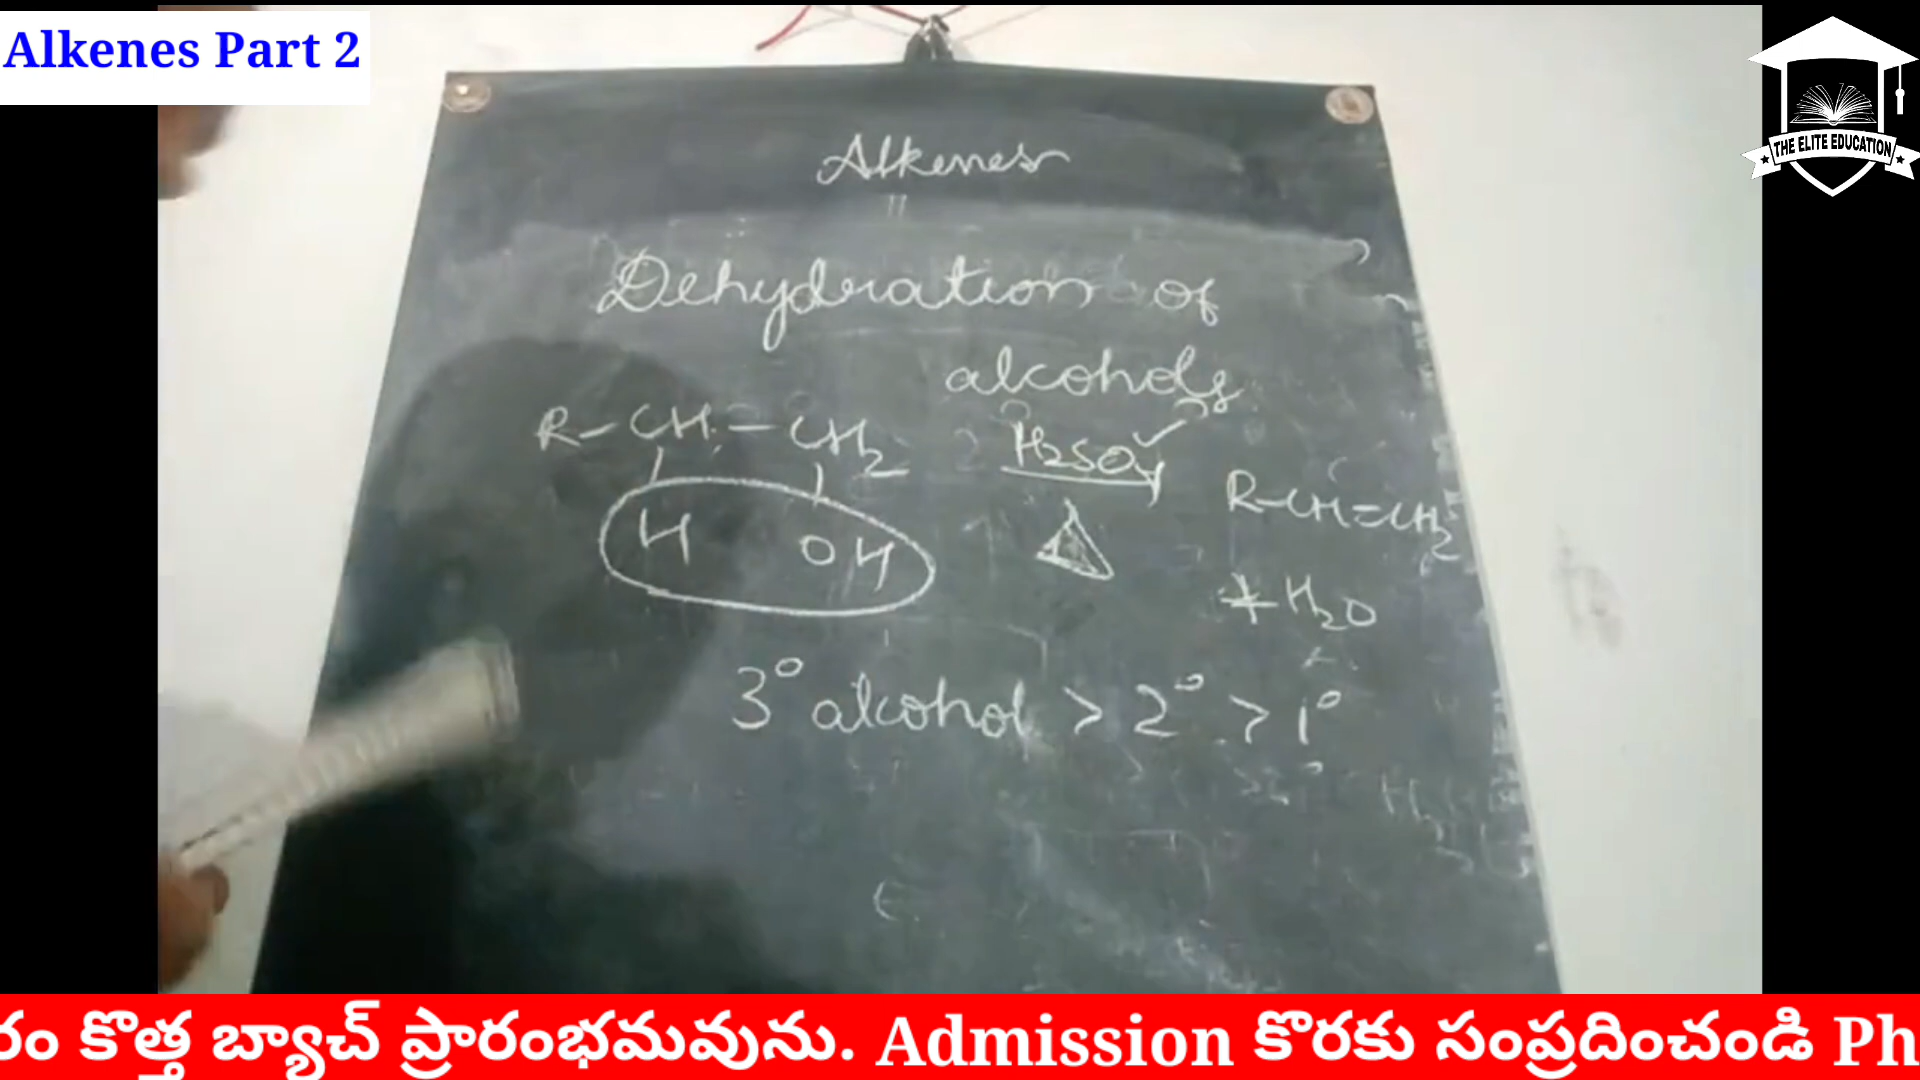 Alkenes Part 2
THE ELITE EDUCATION
Alkenes
Dehydration of
alcohols
R-CH-CH2 H2SO4 R-CH=CH2
H OH
+ H2O
3° alcohol > 2° > 1°
కొత్త బ్యాచ్ ప్రారంభమవును. Admission కొరకు సంప్రదించండి Ph